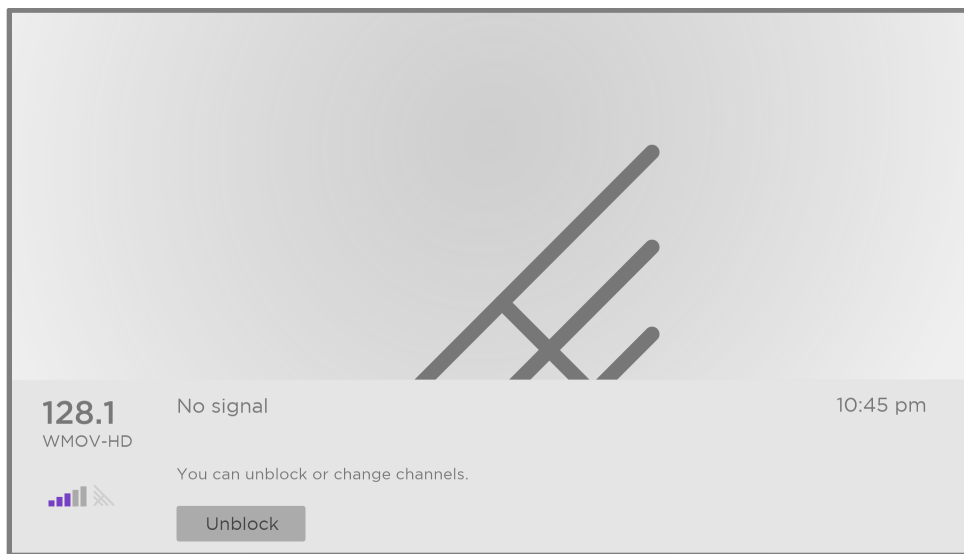 128.1
No signal
10:45 pm
WMOV-HD
You can unblock or change channels.
Unblock